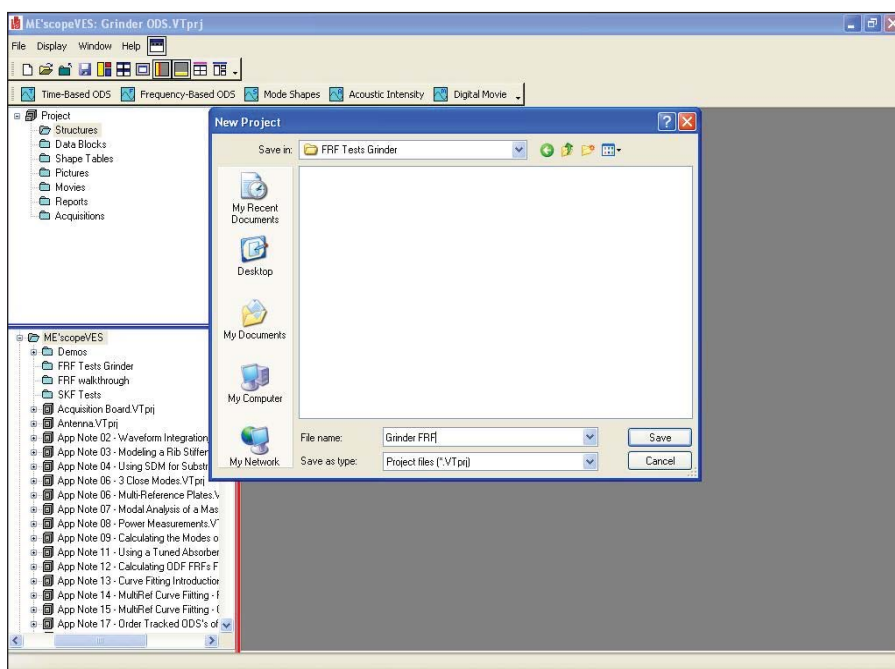 ME'scopeVES: Grinder ODS.VTprj
File Display Window Help
Time-Based ODS Frequency-Based ODS Mode Shapes Acoustic Intensity Digital Movie
Project
Structures
Data Blocks
Shape Tables
Pictures
Movies
Reports
Acquisitions
New Project
Save in: FRF Tests Grinder
My Recent Documents
Desktop
My Documents
My Computer
My Network
File name: Grinder FRF
Save
Save as type: Project files (*.VTprj)
Cancel
ME'scopeVES
Demos
FRF Tests Grinder
FRF walkthrough
SKF Tests
Acquisition Board.VTprj
Antenna.VTprj
App Note 02 - Waveform Integration
App Note 03 - Modeling a Rib Stiffer
App Note 04 - Using SDM for Substr
App Note 06 - 3 Close Modes.VTprj
App Note 06 - Multi-Reference Plates.V
App Note 07 - Modal Analysis of a Mas
App Note 08 - Power Measurements.V
App Note 09 - Calculating the Modes o
App Note 11 - Using a Tuned Absorber
App Note 12 - Calculating ODF FRFs F
App Note 13 - Curve Fitting Introduction
App Note 14 - MultiRef Curve Fitting -
App Note 15 - MultiRef Curve Fitting -
App Note 17 - Order Tracked ODS's of